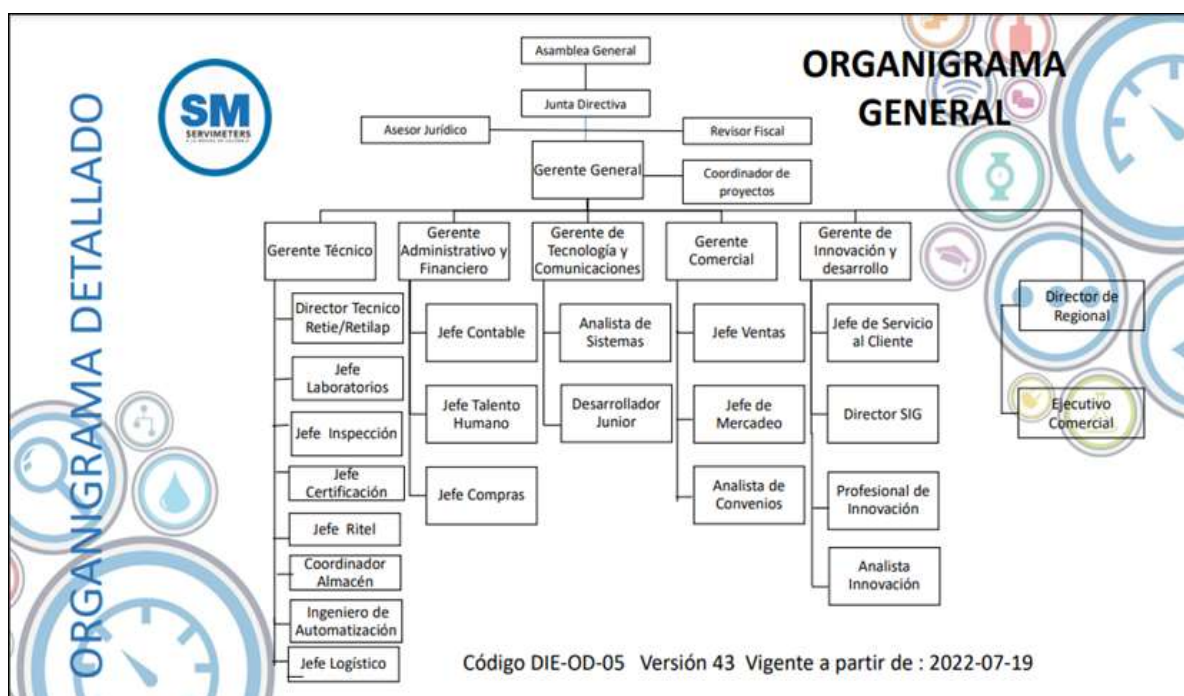 ORGANIGRAMA DETALLADO
SM
SERVIMETERS
ORGANIGRAMA
GENERAL
Asamblea General
Junta Directiva
Asesor Jurídico
Revisor Fiscal
Gerente General
Coordinador de
proyectos
Gerente Técnico
Gerente
Administrativo y
Financiero
Gerente de
Tecnología y
Comunicaciones
Gerente
Comercial
Gerente de
Innovación y
desarrollo
Director de
Regional
Ejecutivo
Comercial
Director Tecnico
Retie/Retilap
Jefe
Laboratorios
Jefe Inspección
Jefe
Certificación
Jefe Ritel
Coordinador
Almacén
Ingeniero de
Automatización
Jefe Logístico
Jefe Contable
Jefe Talento
Humano
Jefe Compras
Analista de
Sistemas
Desarrollador
Junior
Jefe Ventas
Jefe de
Mercadeo
Analista de
Convenios
Jefe de Servicio
al Cliente
Director SIG
Profesional de
Innovación
Analista
Innovación
Código DIE-OD-05 Versión 43 Vigente a partir de : 2022-07-19